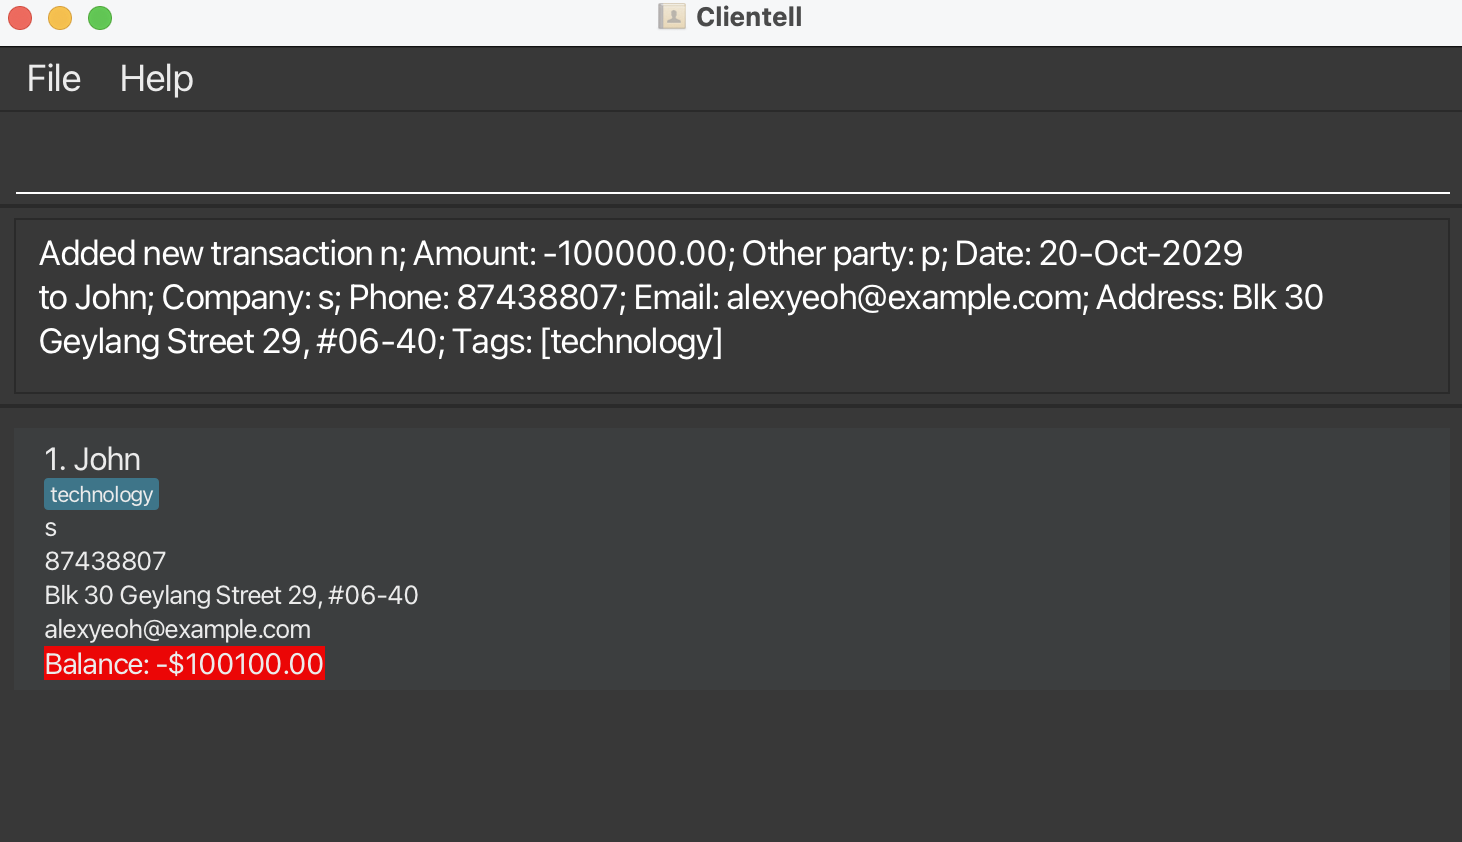 Clientell
File Help
Added new transaction n; Amount: -100000.00; Other party: p; Date: 20-Oct-2029
to John; Company: s; Phone: 87438807; Email: alexyeoh@example.com; Address: Blk 30
Geylang Street 29, #06-40; Tags: [technology]
1. John
technology
s
87438807
Blk 30 Geylang Street 29, #06-40
alexyeoh@example.com
Balance: -$100100.00